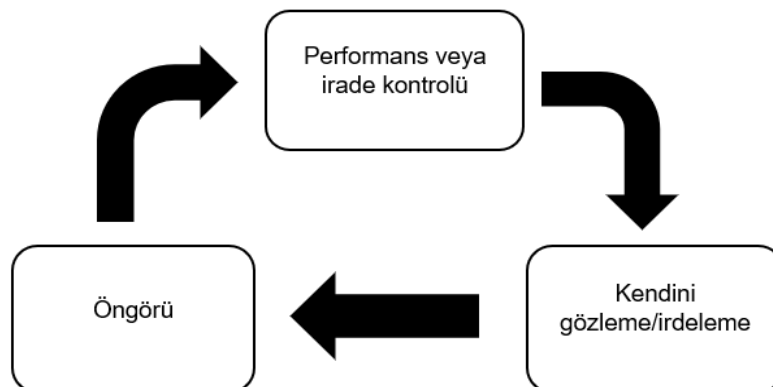 Performans veya
irade kontrolü
Öngörü
Kendini
gözleme/irdeleme